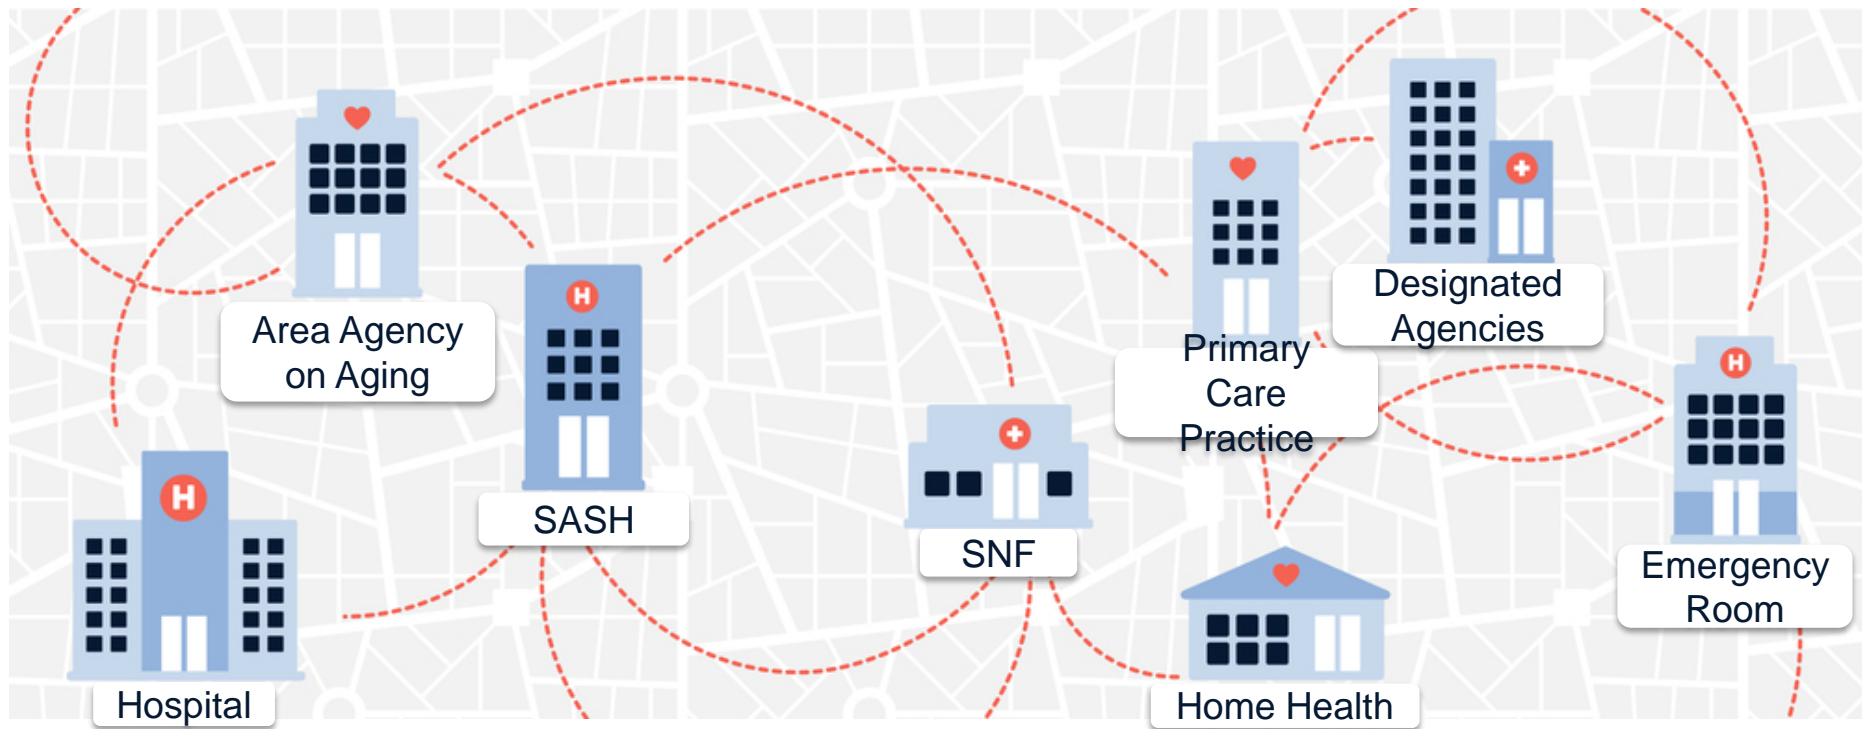 Area Agency
on Aging
Designated
Agencies
Primary
Care
Practice
H
SASH
H
SNF
H
Emergency
Room
H
Hospital
Home Health